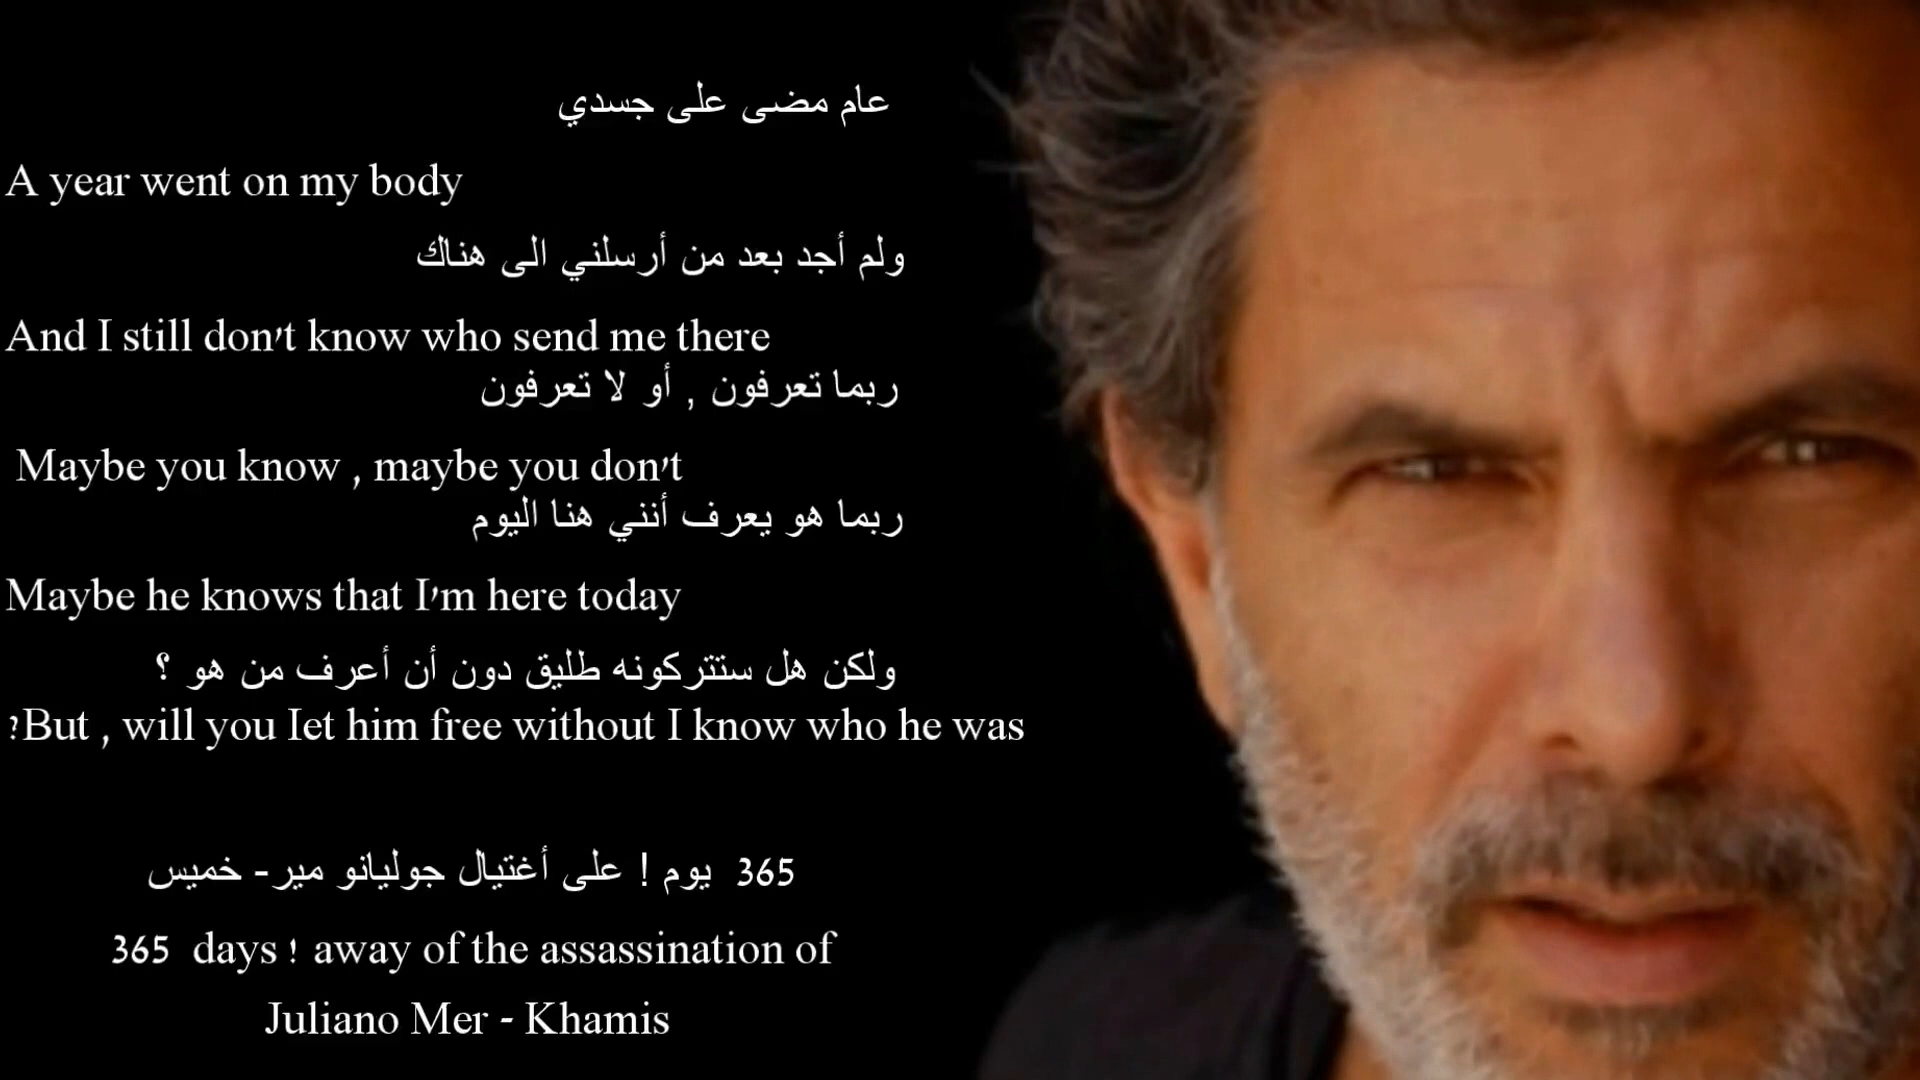 عام مضى على جسدي
A year went on my body
ولم أجد بعد من أرسلني الى هناك
And I still don't know who send me there
ربما تعرفون , أو لا تعرفون
Maybe you know , maybe you don't
ربما هو يعرف أنني هنا اليوم
Maybe he knows that I'm here today
ولكن هل ستتركونه طليق دون أن أعرف من هو ؟
?But , will you Iet him free without I know who he was
365 يوم ! على أغتيال جوليانو مير- خميس
365 days ! away of the assassination of
Juliano Mer - Khamis